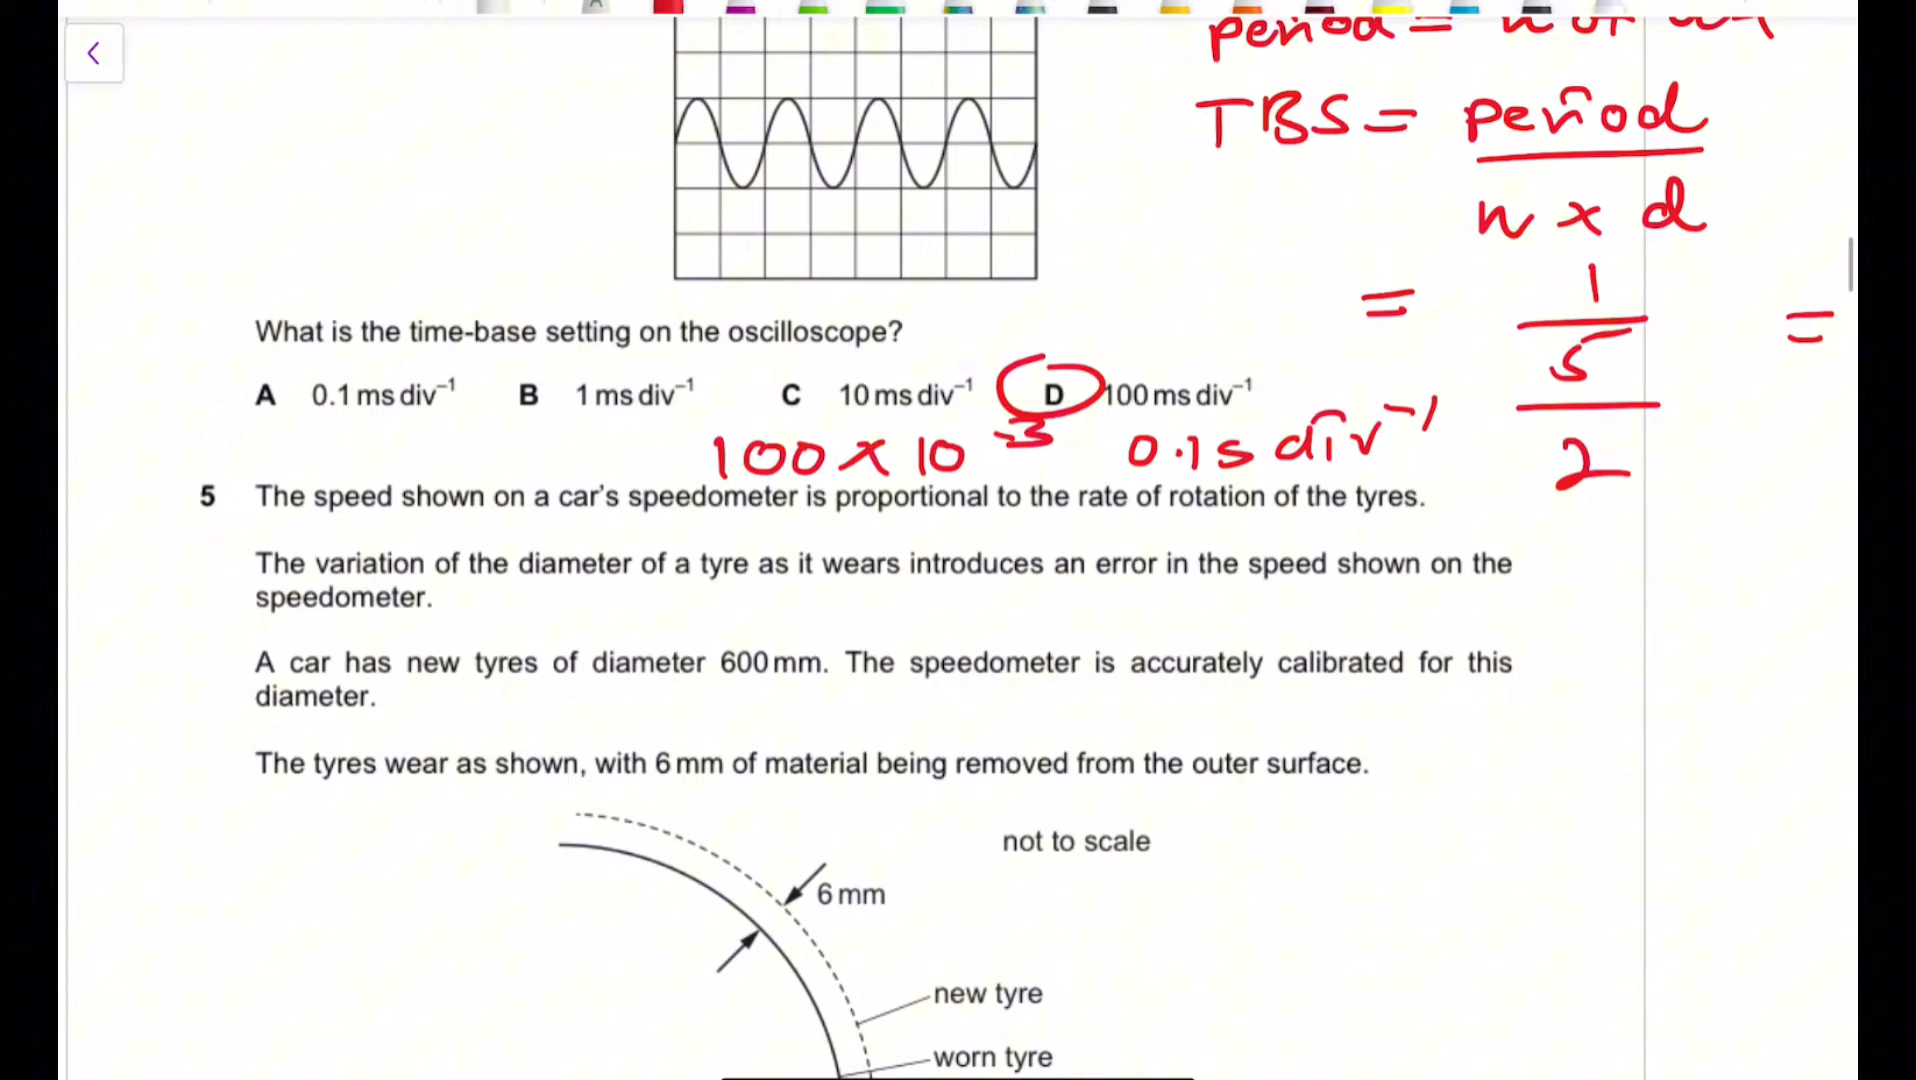 period =
TBS = period
n x d
= 1 =
5
2
What is the time-base setting on the oscilloscope?
A 0.1 ms div⁻¹ B 1 ms div⁻¹ C 10 ms div⁻¹ D 100 ms div⁻¹
100 x 10⁻³ 0.1s div⁻¹
5 The speed shown on a car's speedometer is proportional to the rate of rotation of the tyres.
The variation of the diameter of a tyre as it wears introduces an error in the speed shown on the
speedometer.
A car has new tyres of diameter 600 mm. The speedometer is accurately calibrated for this
diameter.
The tyres wear as shown, with 6 mm of material being removed from the outer surface.
not to scale
6 mm
new tyre
worn tyre